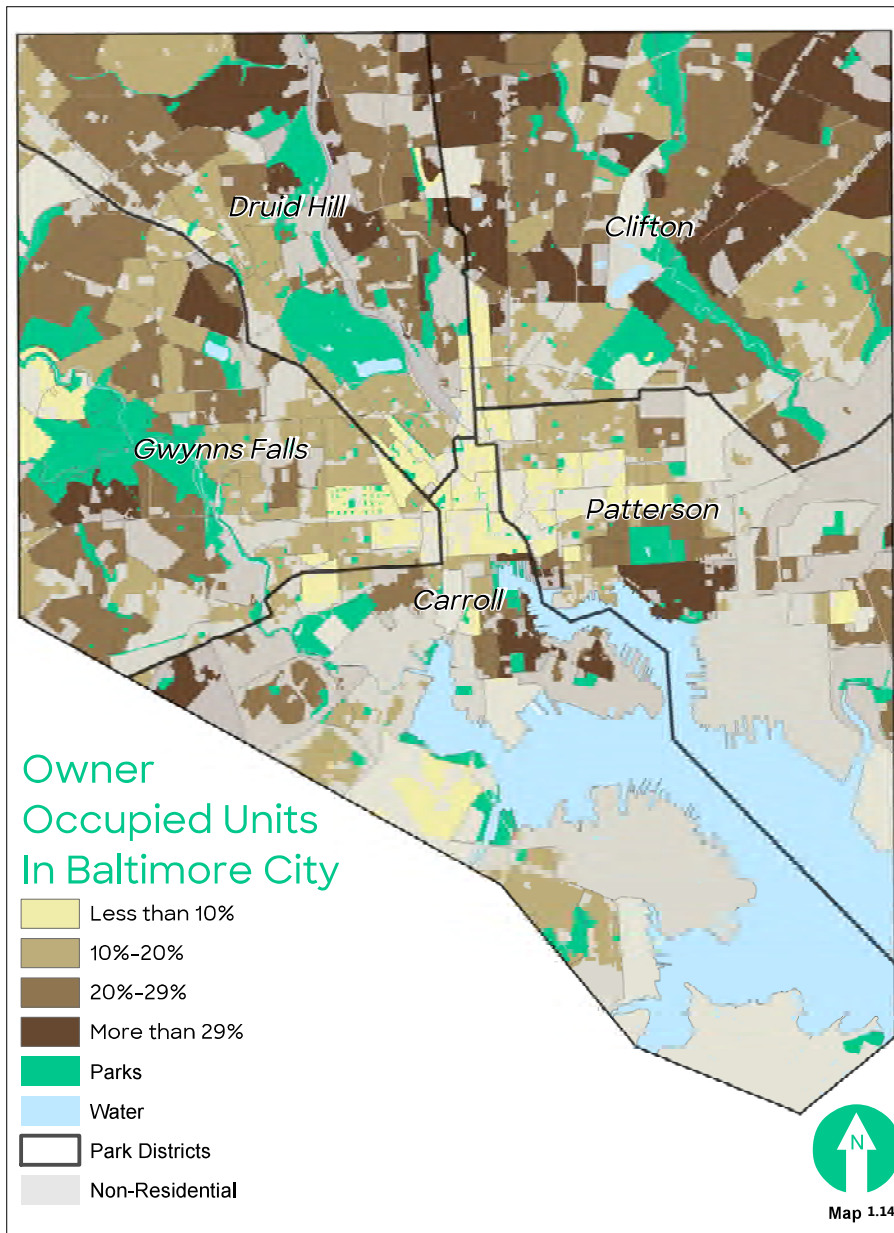 Druid Hill
Clifton
Gwynns Falls
Patterson
Carroll
Owner
Occupied Units
In Baltimore City
Less than 10%
10%-20%
20%-29%
More than 29%
Parks
Water
Park Districts
Non-Residential
N
Map 1.14